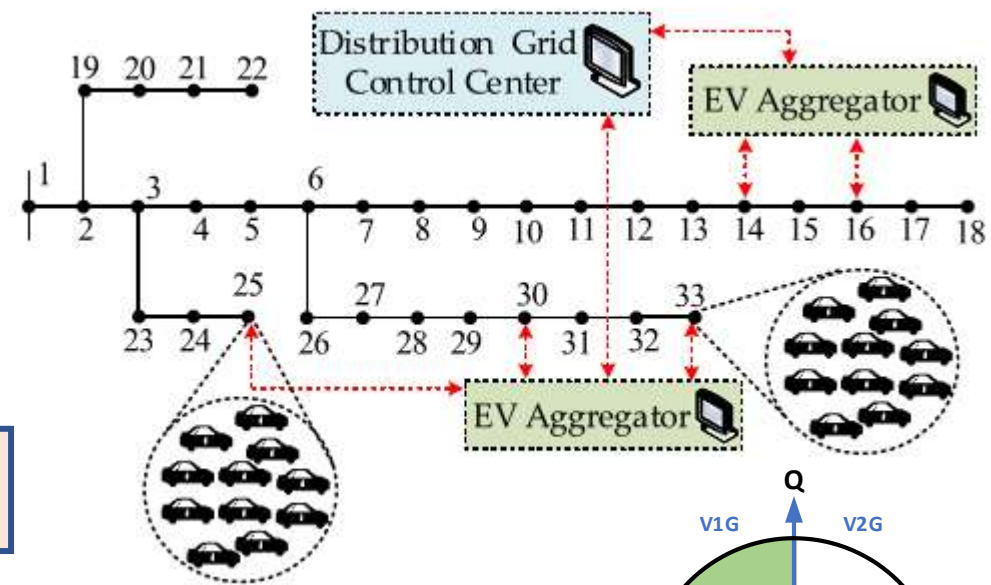 Distribution Grid
Control Center
EV Aggregator
19 20 21 22
1
3
6
2
4 5
7 8 9 10 11 12 13 14 15 16 17 18
25
27
30
33
23 24
26
28 29
31 32
EV Aggregator
Q
V1G V2G